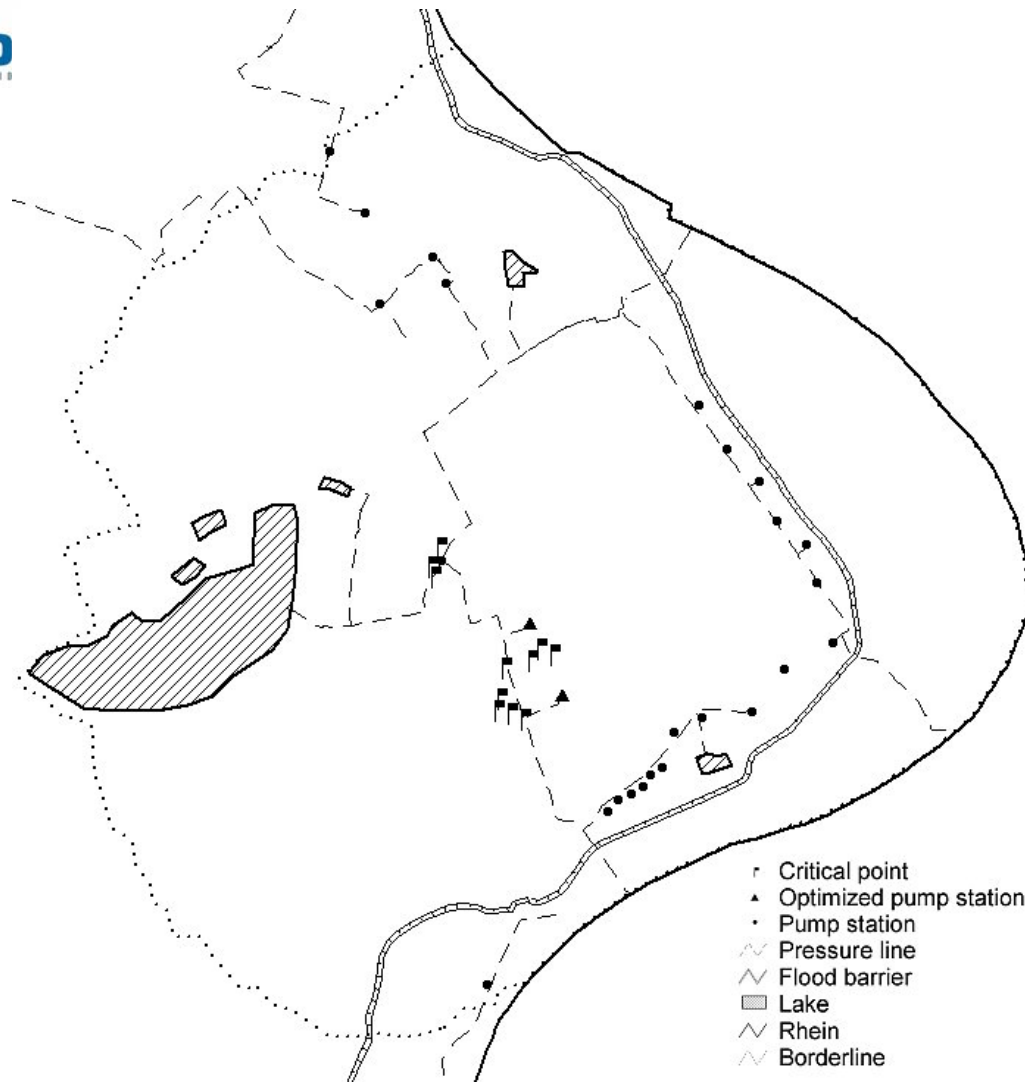 Critical point
Optimized pump station
Pump station
Pressure line
Flood barrier
Lake
Rhein
Borderline